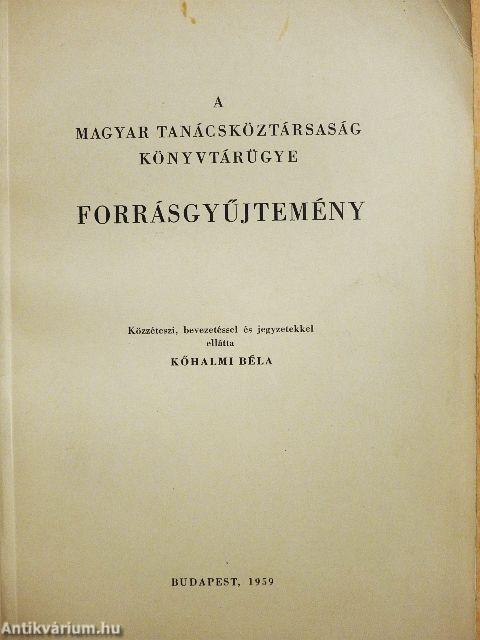 A
MAGYAR TANÁCSKÖZTÁRSASÁG
KÖNYVTÁRÜGYE
FORRÁSGYŰJTEMÉNY
Közzéteszi, bevezetéssel és jegyzetekkel
ellátta
KŐHALMI BÉLA
BUDAPEST, 1959
Antikvárium.hu